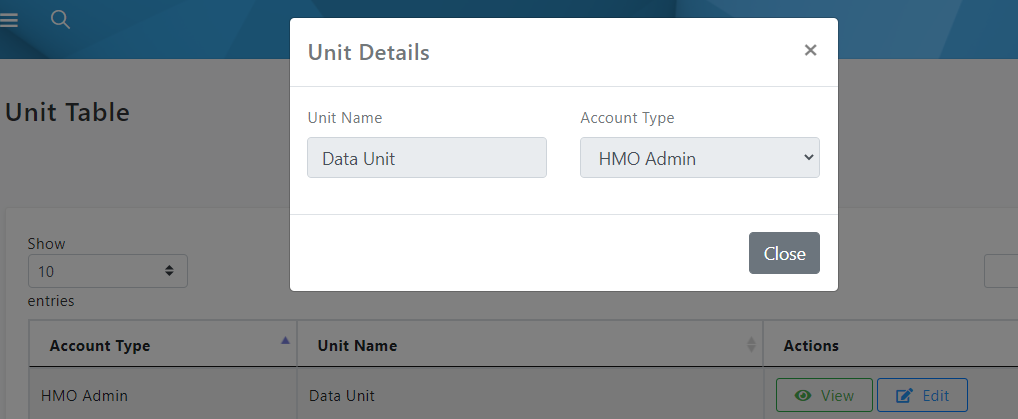 Unit Details ×
Unit Name Account Type
Data Unit HMO Admin
Close
Unit Table
Show
10
entries
Account Type Unit Name Actions
HMO Admin Data Unit View Edit